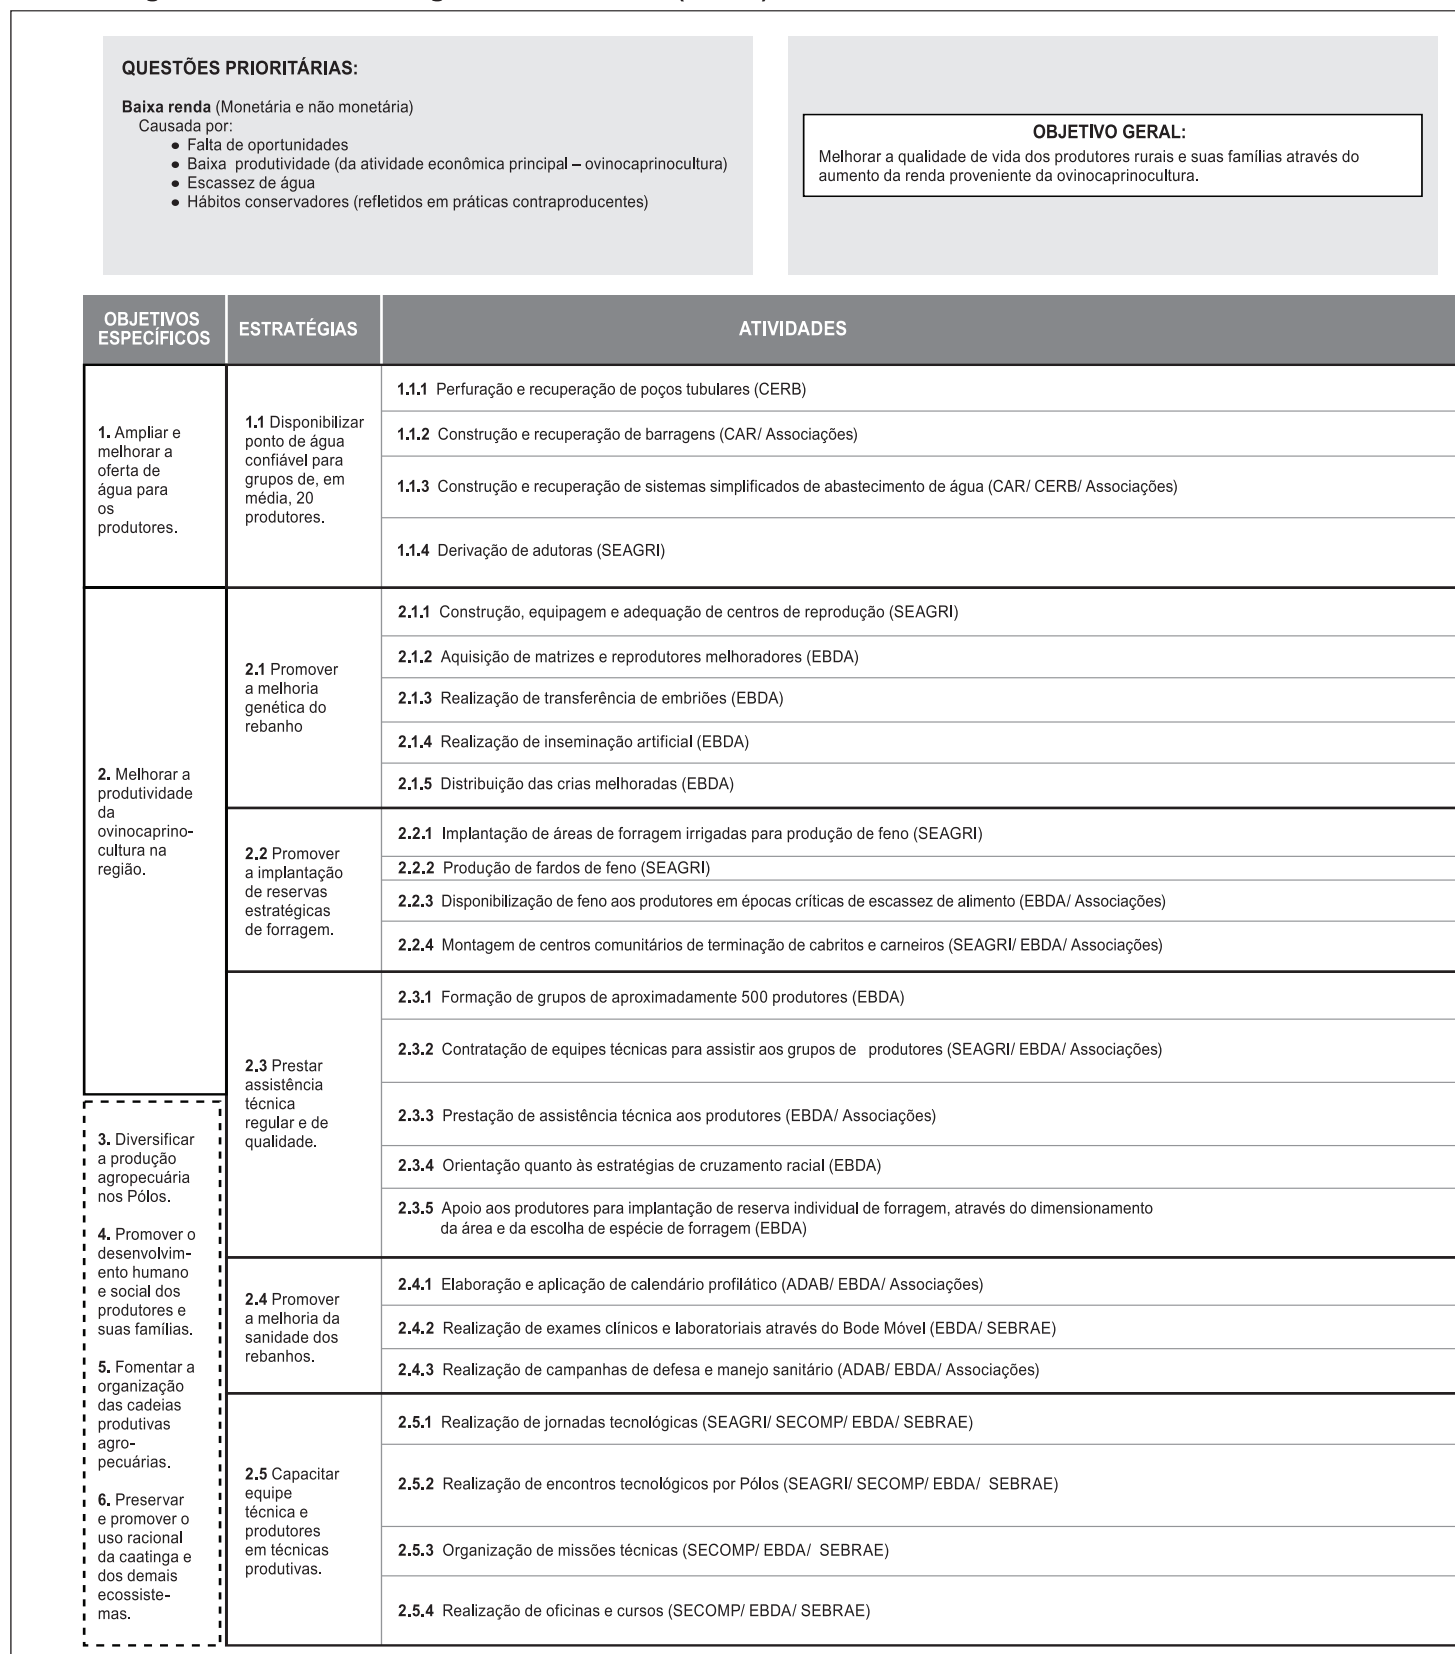 QUESTÕES PRIORITÁRIAS:
Baixa renda (Monetária e não monetária)
Causada por:
● Falta de oportunidades
● Baixa produtividade (da atividade econômica principal – ovinocaprinocultura)
● Escassez de água
● Hábitos conservadores (refletidos em práticas contraproducentes)
OBJETIVO GERAL:
Melhorar a qualidade de vida dos produtores rurais e suas famílias através do
aumento da renda proveniente da ovinocaprinocultura.
OBJETIVOS
ESPECÍFICOS
ESTRATÉGIAS
ATIVIDADES
1. Ampliar e
melhorar a
oferta de
água para
os
produtores.
1.1 Disponibilizar
ponto de água
confiável para
grupos de, em
média, 20
produtores.
1.1.1 Perfuração e recuperação de poços tubulares (CERB)
1.1.2 Construção e recuperação de barragens (CAR/ Associações)
1.1.3 Construção e recuperação de sistemas simplificados de abastecimento de água (CAR/ CERB/ Associações)
1.1.4 Derivação de adutoras (SEAGRI)
2. Melhorar a
produtividade
da
ovinocaprino-
cultura na
região.
2.1 Promover
a melhoria
genética do
rebanho
2.1.1 Construção, equipagem e adequação de centros de reprodução (SEAGRI)
2.1.2 Aquisição de matrizes e reprodutores melhoradores (EBDA)
2.1.3 Realização de transferência de embriões (EBDA)
2.1.4 Realização de inseminação artificial (EBDA)
2.1.5 Distribuição das crias melhoradas (EBDA)
2.2 Promover
a implantação
de reservas
estratégicas
de forragem.
2.2.1 Implantação de áreas de forragem irrigadas para produção de feno (SEAGRI)
2.2.2 Produção de fardos de feno (SEAGRI)
2.2.3 Disponibilização de feno aos produtores em épocas críticas de escassez de alimento (EBDA/ Associações)
2.2.4 Montagem de centros comunitários de terminação de cabritos e carneiros (SEAGRI/ EBDA/ Associações)
2.3 Prestar
assistência
técnica
regular e de
qualidade.
2.3.1 Formação de grupos de aproximadamente 500 produtores (EBDA)
2.3.2 Contratação de equipes técnicas para assistir aos grupos de produtores (SEAGRI/ EBDA/ Associações)
2.3.3 Prestação de assistência técnica aos produtores (EBDA/ Associações)
2.3.4 Orientação quanto às estratégias de cruzamento racial (EBDA)
2.3.5 Apoio aos produtores para implantação de reserva individual de forragem, através do dimensionamento
da área e da escolha de espécie de forragem (EBDA)
3. Diversificar
a produção
agropecuária
nos Pólos.
4. Promover o
desenvolvim-
ento humano
e social dos
produtores e
suas famílias.
5. Fomentar a
organização
das cadeias
produtivas
agro-
pecuárias.
6. Preservar
e promover o
uso racional
da caatinga e
dos demais
ecossiste-
mas.
2.4 Promover
a melhoria da
sanidade dos
rebanhos.
2.4.1 Elaboração e aplicação de calendário profilático (ADAB/ EBDA/ Associações)
2.4.2 Realização de exames clínicos e laboratoriais através do Bode Móvel (EBDA/ SEBRAE)
2.4.3 Realização de campanhas de defesa e manejo sanitário (ADAB/ EBDA/ Associações)
2.5 Capacitar
equipe
técnica e
produtores
em técnicas
produtivas.
2.5.1 Realização de jornadas tecnológicas (SEAGRI/ SECOMP/ EBDA/ SEBRAE)
2.5.2 Realização de encontros tecnológicos por Pólos (SEAGRI/ SECOMP/ EBDA/ SEBRAE)
2.5.3 Organização de missões técnicas (SECOMP/ EBDA/ SEBRAE)
2.5.4 Realização de oficinas e cursos (SECOMP/ EBDA/ SEBRAE)